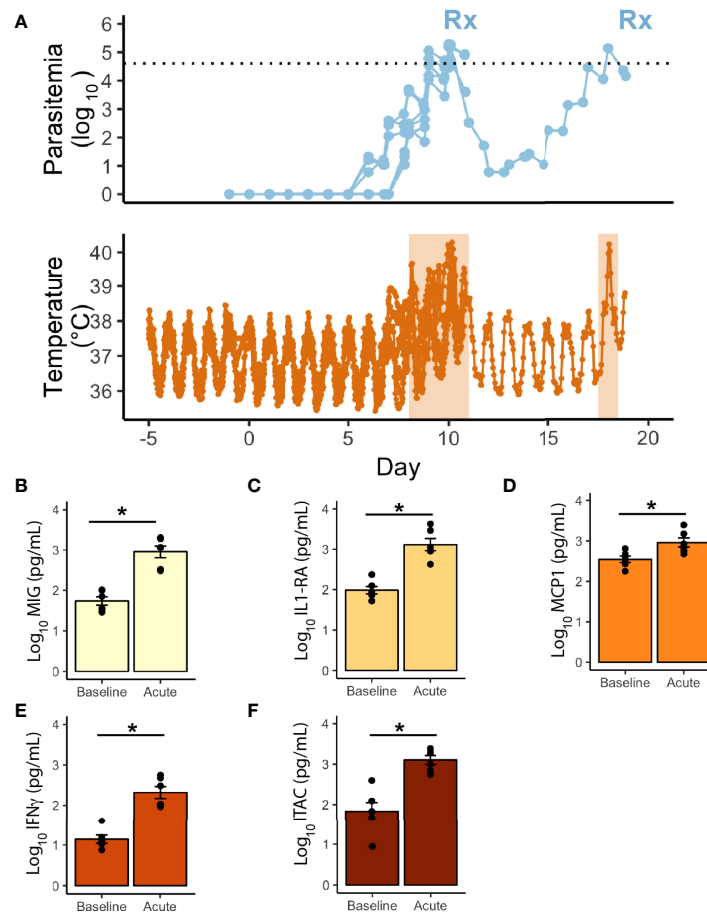 A
Rx
Rx
Parasitemia
(log 10)
6
5
4
3
2
1
0
Temperature
(°C)
40
39
38
37
36
-5
0
5
10
15
20
Day
B
Log10 MIG (pg/mL)
4
3
2
1
0
*
Baseline
Acute
C
Log10 IL1-RA (pg/mL)
4
3
2
1
0
*
Baseline
Acute
D
Log10 MCP1 (pg/mL)
4
3
2
1
0
*
Baseline
Acute
E
Log10 IFNγ (pg/mL)
4
3
2
1
0
*
Baseline
Acute
F
Log10 ITAC (pg/mL)
4
3
2
1
0
*
Baseline
Acute